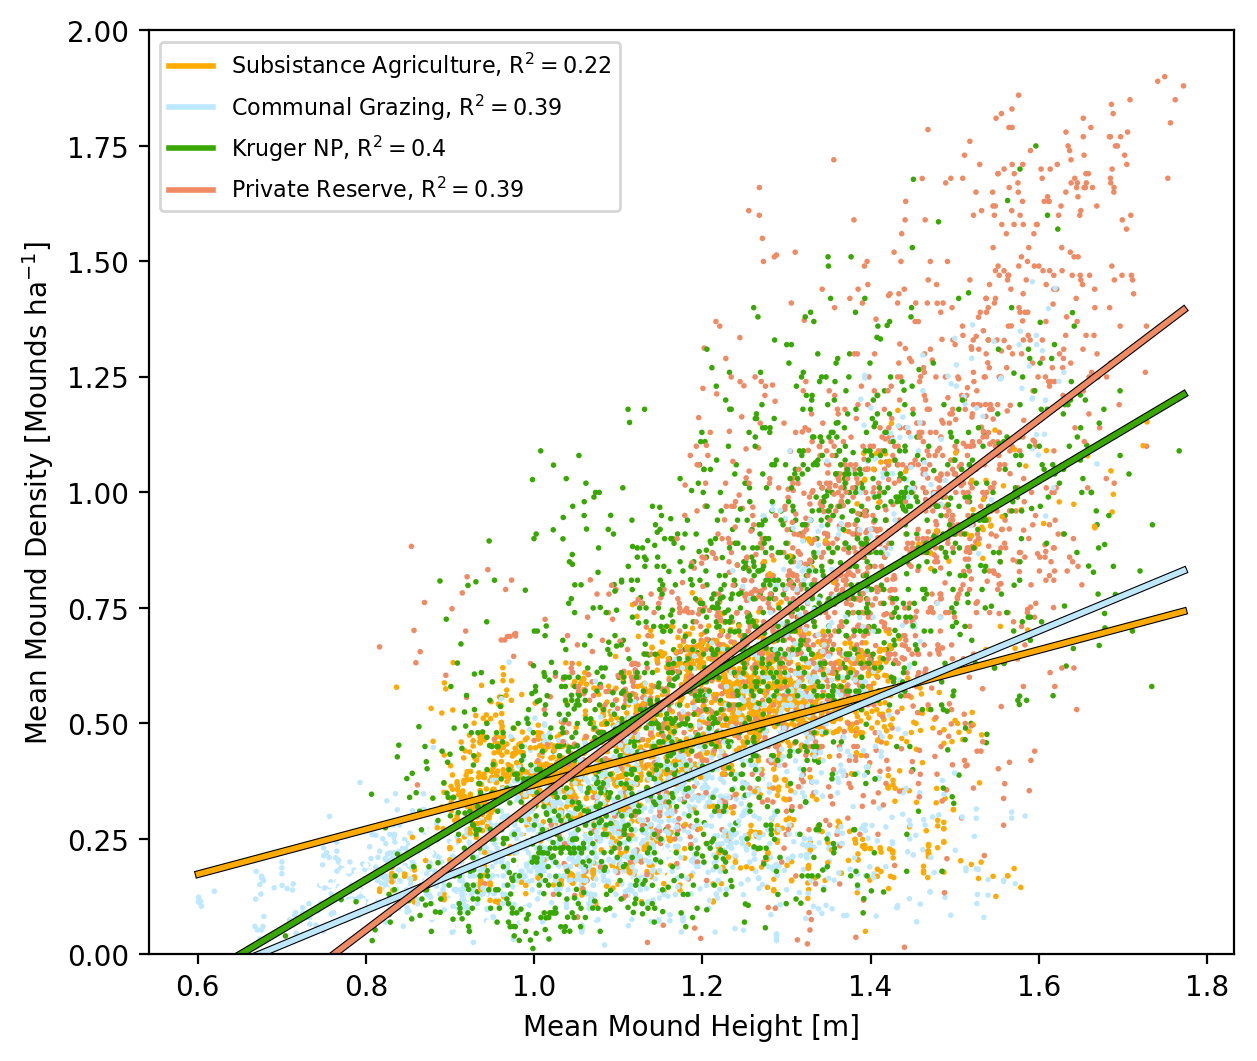 Subsistance Agriculture, R² = 0.22
Communal Grazing, R² = 0.39
Kruger NP, R² = 0.4
Private Reserve, R² = 0.39
2.00
1.75
1.50
1.25
1.00
0.75
0.50
0.25
0.00
Mean Mound Density [Mounds ha⁻¹]
0.6 0.8 1.0 1.2 1.4 1.6 1.8
Mean Mound Height [m]